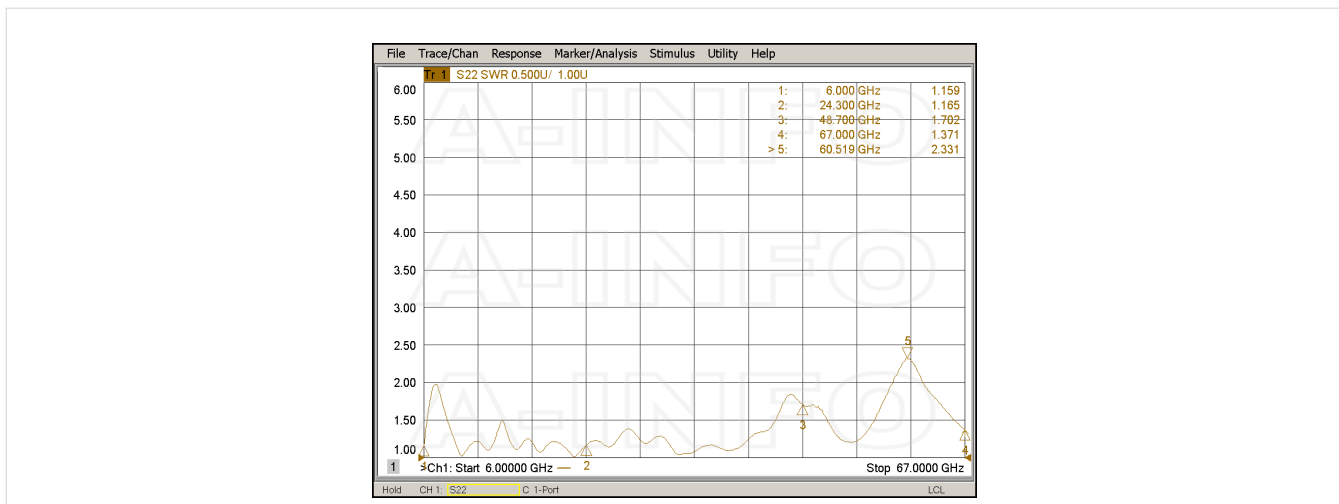 File Trace/Chan Response Marker/Analysis Stimulus Utility Help
Tr 1 S22 SWR 0.500U/ 1.00U
6.00
5.50
5.00
4.50
4.00
3.50
3.00
2.50
2.00
1.50
1.00
1: 6.000 GHz 1.159
2: 24.300 GHz 1.165
3: 48.700 GHz 1.702
4: 67.000 GHz 1.371
> 5: 60.519 GHz 2.331
A-INFO
A-INFO
A-INFO
5
3
1
2
4
1 >Ch1: Start 6.00000 GHz — Stop 67.0000 GHz
Hold CH 1: S22 C 1-Port LCL